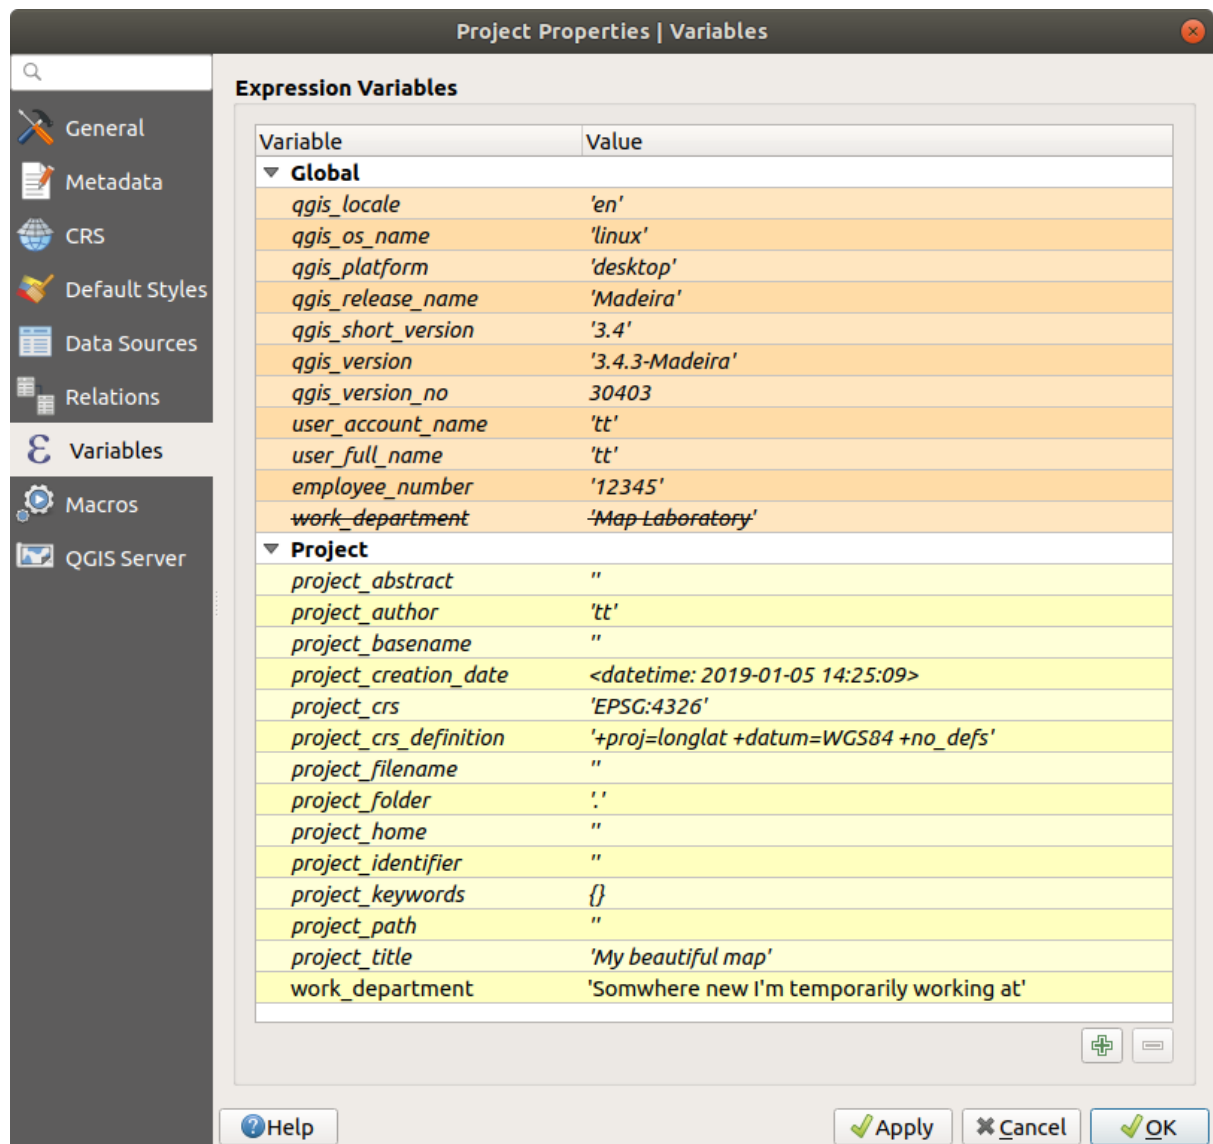 Project Properties | Variables
General
Metadata
CRS
Default Styles
Data Sources
Relations
Variables
Macros
QGIS Server
Expression Variables
Variable Value
Global
qgis_locale 'en'
qgis_os_name 'linux'
qgis_platform 'desktop'
qgis_release_name 'Madeira'
qgis_short_version '3.4'
qgis_version '3.4.3-Madeira'
qgis_version_no 30403
user_account_name 'tt'
user_full_name 'tt'
employee_number '12345'
work_department 'Map Laboratory'
Project
project_abstract ''
project_author 'tt'
project_basename ''
project_creation_date <datetime: 2019-01-05 14:25:09>
project_crs 'EPSG:4326'
project_crs_definition '+proj=longlat +datum=WGS84 +no_defs'
project_filename ''
project_folder '.'
project_home ''
project_identifier ''
project_keywords {}
project_path ''
project_title 'My beautiful map'
work_department 'Somwhere new I'm temporarily working at'
Help Apply Cancel OK